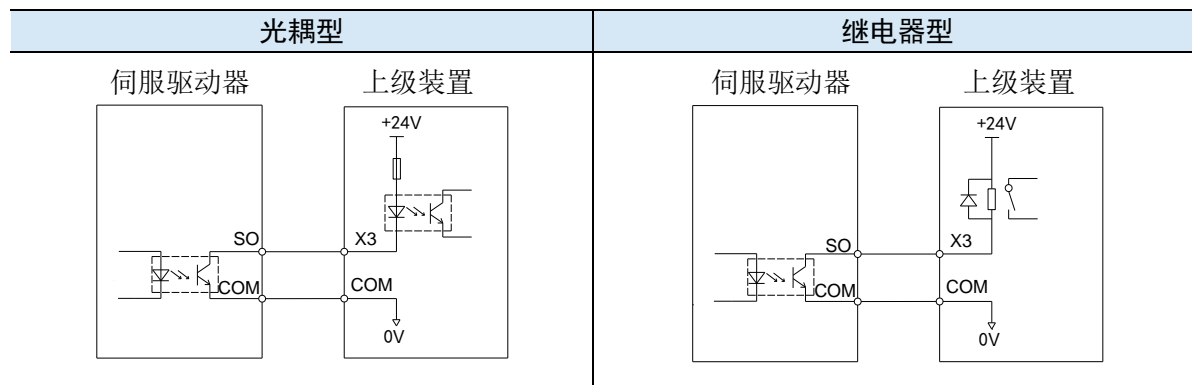 光耦型
继电器型
伺服驱动器
上级装置
+24V
SO
X3
COM
COM
0V
伺服驱动器
上级装置
+24V
SO
X3
COM
COM
0V